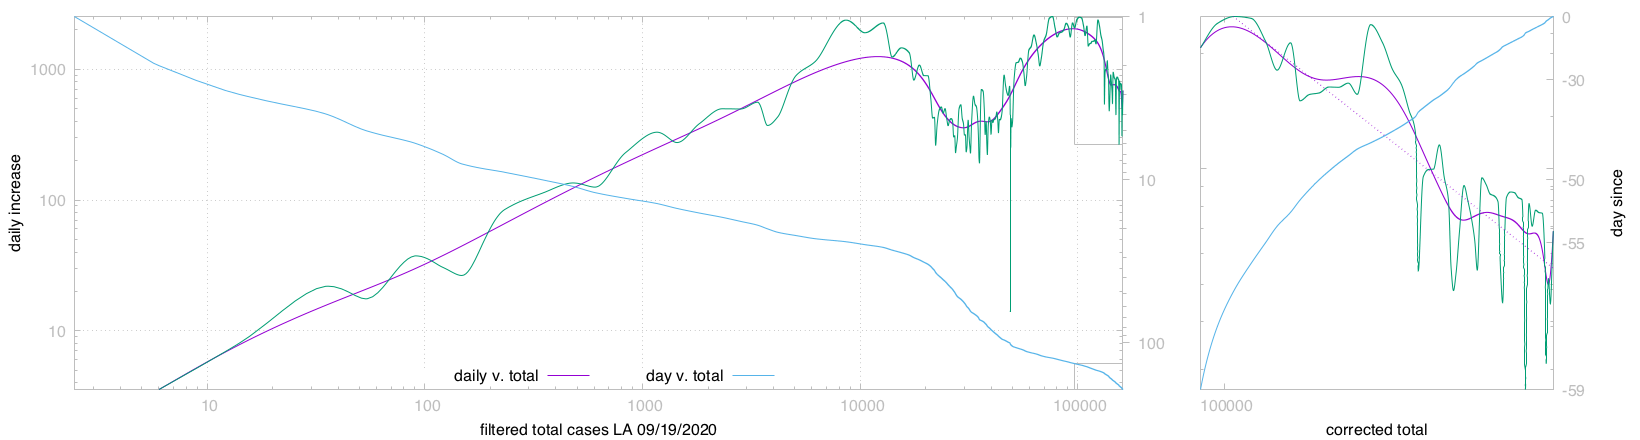 1000
100
10
daily increase
10
100
1000
10000
100000
filtered total cases LA 09/19/2020
daily v. total
day v. total
1
10
100
100000
corrected total
0
-30
-50
-55
-59
day since